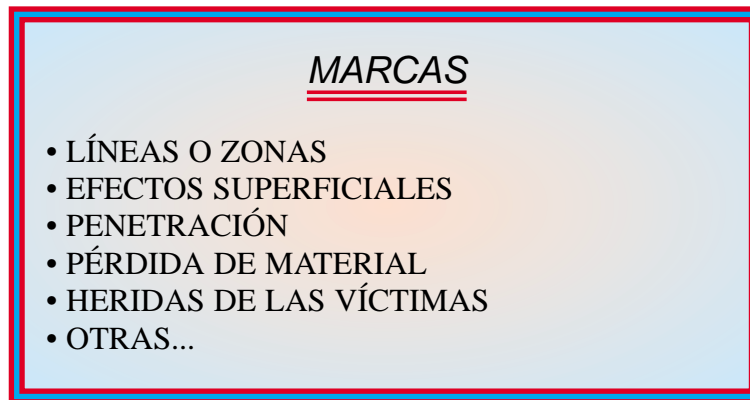 MARCAS
• LÍNEAS O ZONAS
• EFECTOS SUPERFICIALES
• PENETRACIÓN
• PÉRDIDA DE MATERIAL
• HERIDAS DE LAS VÍCTIMAS
• OTRAS...